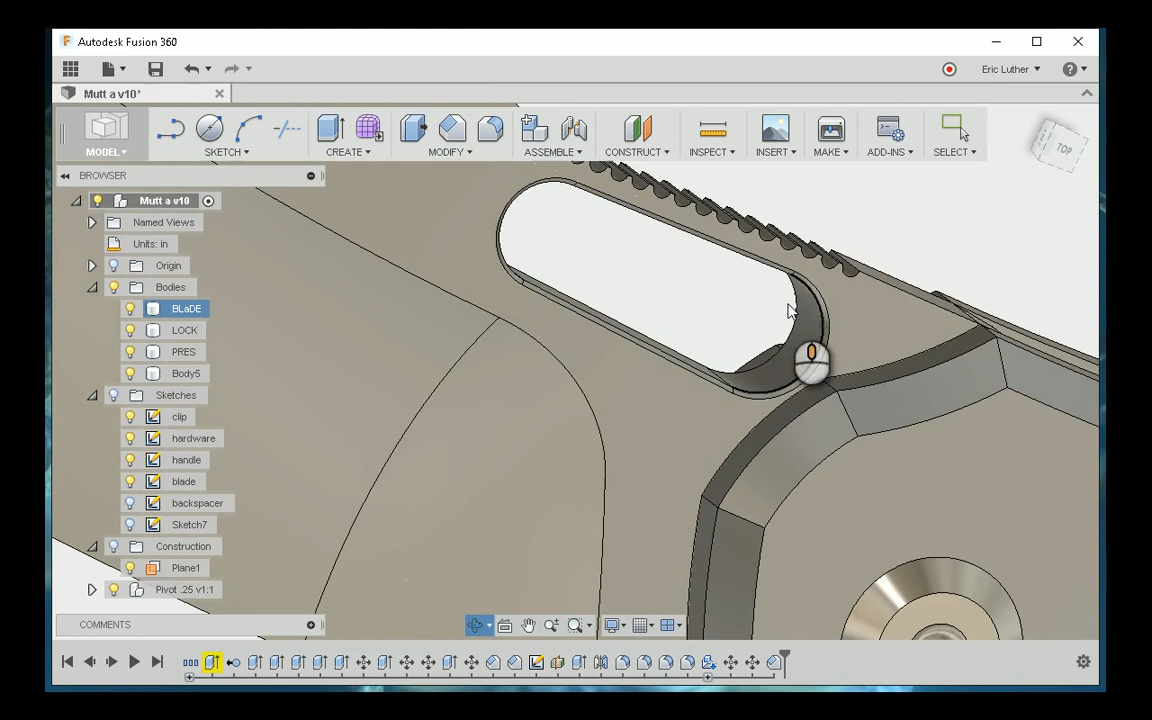 Autodesk Fusion 360
Eric Luther
Mutt a v10*
MODEL
SKETCH
CREATE
MODIFY
ASSEMBLE
CONSTRUCT
INSPECT
INSERT
MAKE
ADD-INS
SELECT
TOP
BROWSER
Mutt a v10
Named Views
Units: in
Origin
Bodies
BLaDE
LOCK
PRES
Body5
Sketches
clip
hardware
handle
blade
backspacer
Sketch7
Construction
Plane1
Pivot .25 v1:1
COMMENTS